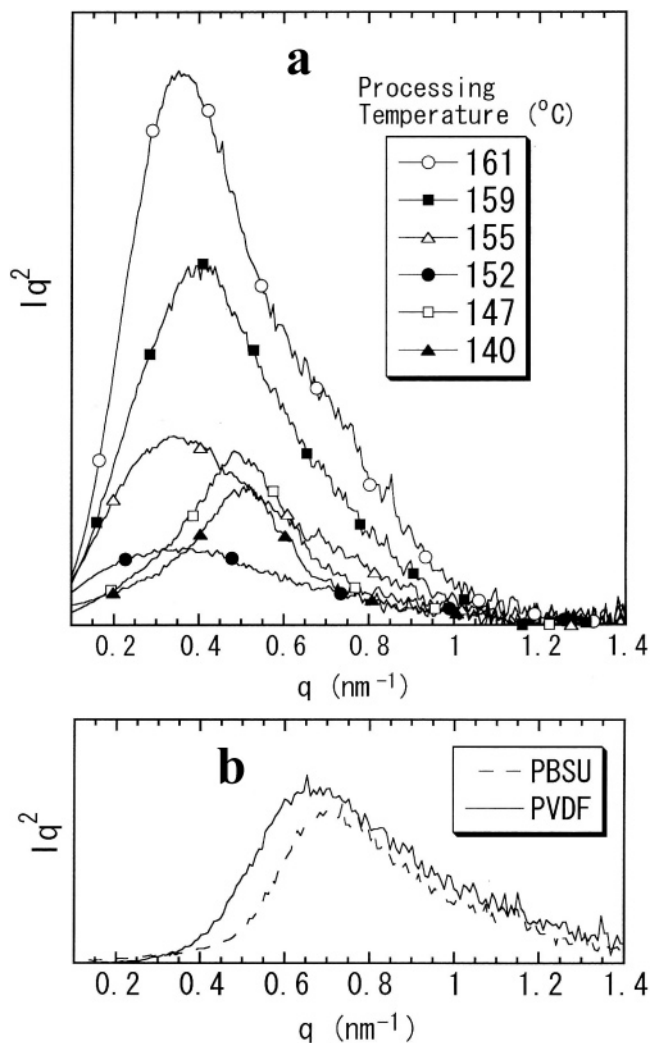 a
Processing
Temperature (°C)
161
159
155
152
147
140
Iq²
0.2 0.4 0.6 0.8 1 1.2 1.4
q (nm⁻¹)
b
PBSU
PVDF
Iq²
0.2 0.4 0.6 0.8 1 1.2 1.4
q (nm⁻¹)